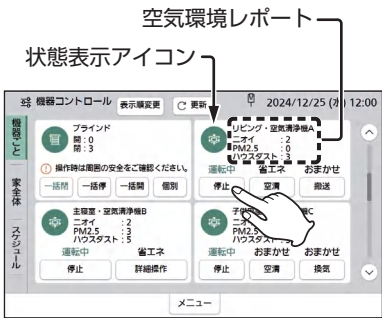 空気環境レポート
状態表示アイコン
機器コントロール 表示順変更 更新 2024/12/25 (水) 12:00
機器ごと
家全体
スケジュール
ブラインド
開:0
閉:3
操作時は周囲の安全をご確認ください。
一括閉 一括停 一括開 個別
リビング・空気清浄機A
ニオイ :2
PM2.5 :0
ハウスダスト:3
運転中 省エネ おまかせ
停止 空清 搬送
主寝室・空気清浄機B
ニオイ :2
PM2.5 :3
ハウスダスト:5
運転中 省エネ
停止 詳細操作
機C
ニオイ
PM2.5
ハウスダスト
運転中 おまかせ おまかせ
停止 空清 換気
メニュー